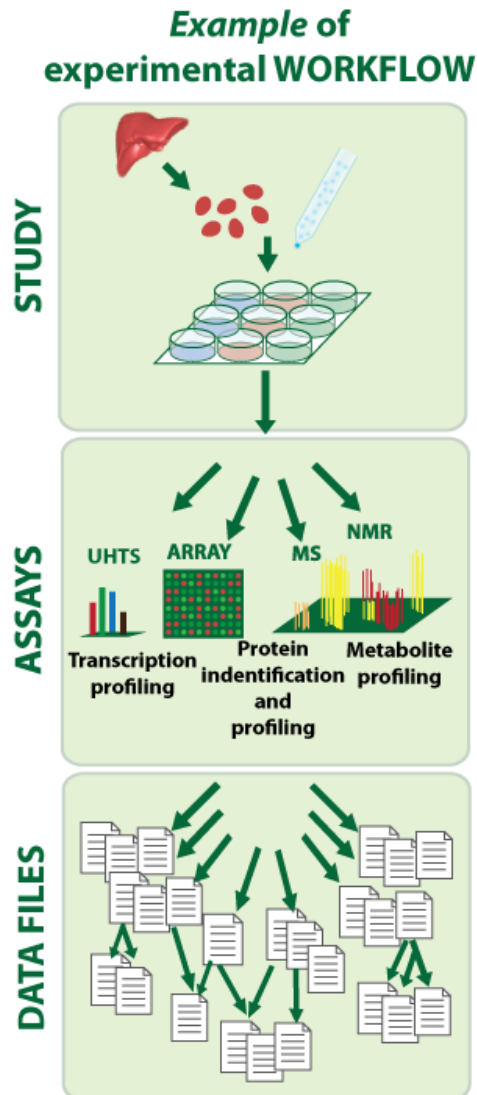 Example of
experimental WORKFLOW
STUDY
ASSAYS
UHTS
ARRAY
MS
NMR
Transcription
profiling
Protein
indentification
and
profiling
Metabolite
profiling
DATA FILES